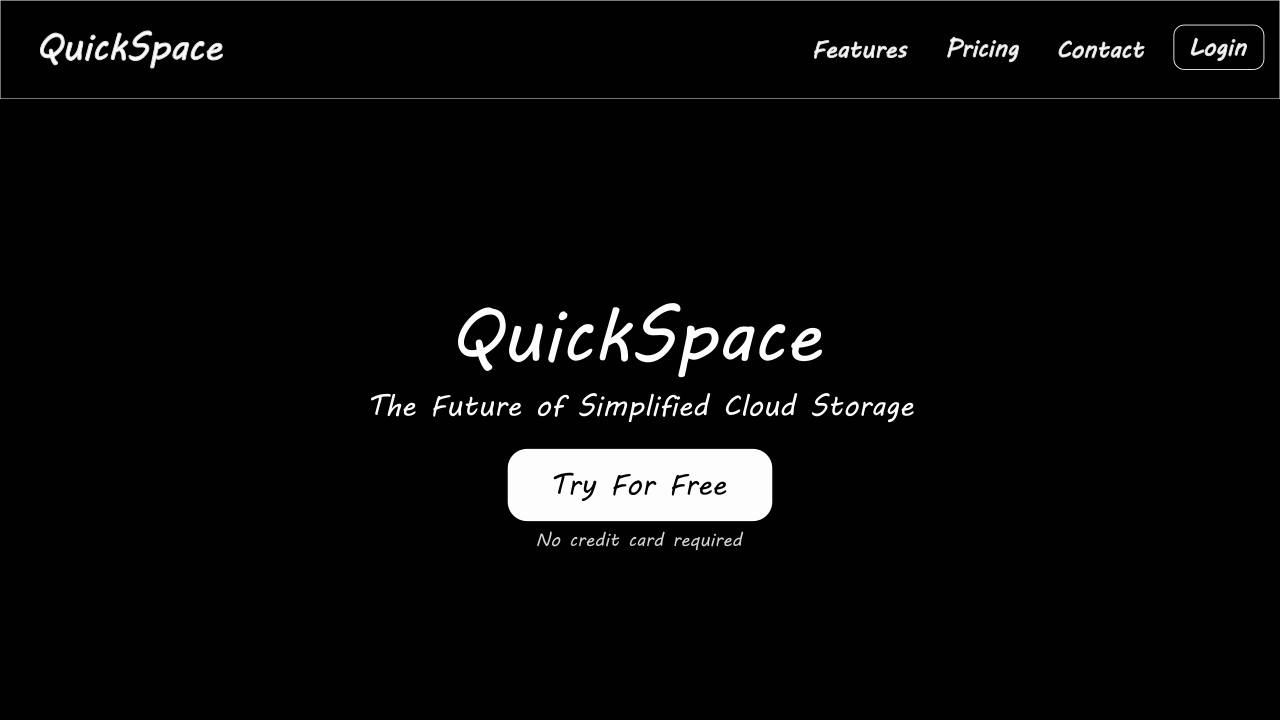 QuickSpace
Features Pricing Contact Login
QuickSpace
The Future of Simplified Cloud Storage
Try For Free
No credit card required